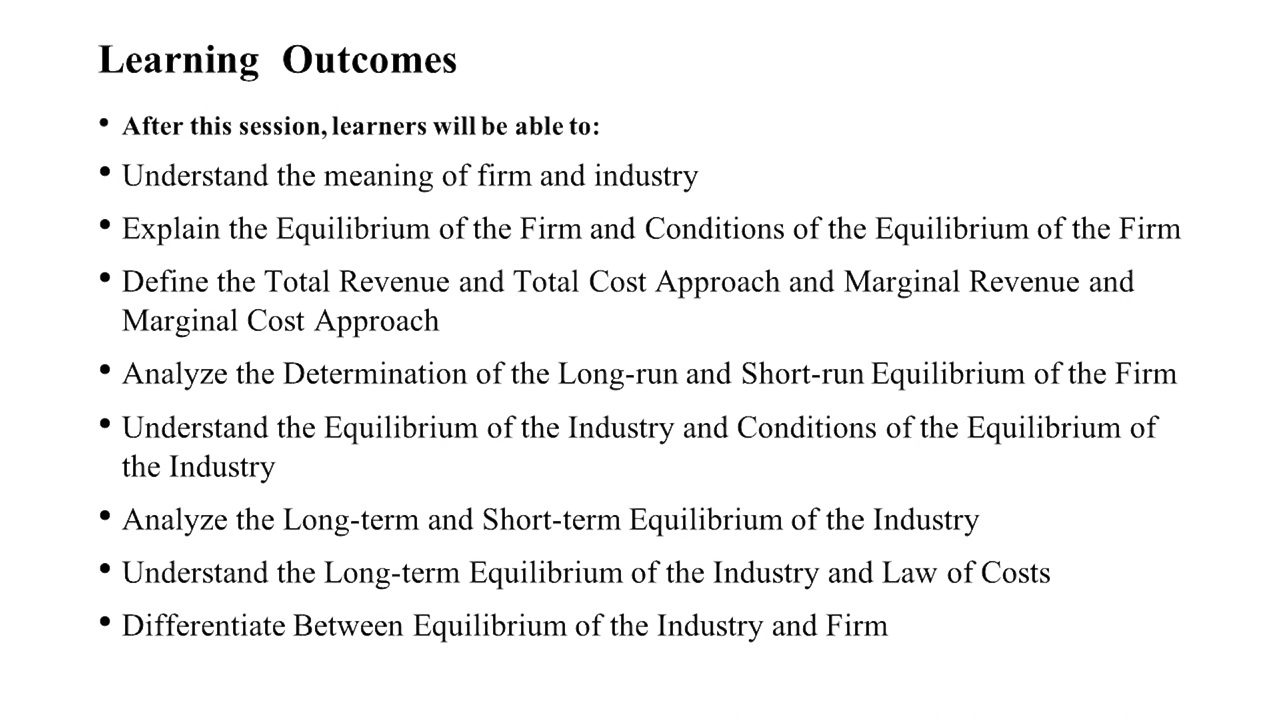 Learning Outcomes
• After this session, learners will be able to:
• Understand the meaning of firm and industry
• Explain the Equilibrium of the Firm and Conditions of the Equilibrium of the Firm
• Define the Total Revenue and Total Cost Approach and Marginal Revenue and
Marginal Cost Approach
• Analyze the Determination of the Long-run and Short-run Equilibrium of the Firm
• Understand the Equilibrium of the Industry and Conditions of the Equilibrium of
the Industry
• Analyze the Long-term and Short-term Equilibrium of the Industry
• Understand the Long-term Equilibrium of the Industry and Law of Costs
• Differentiate Between Equilibrium of the Industry and Firm